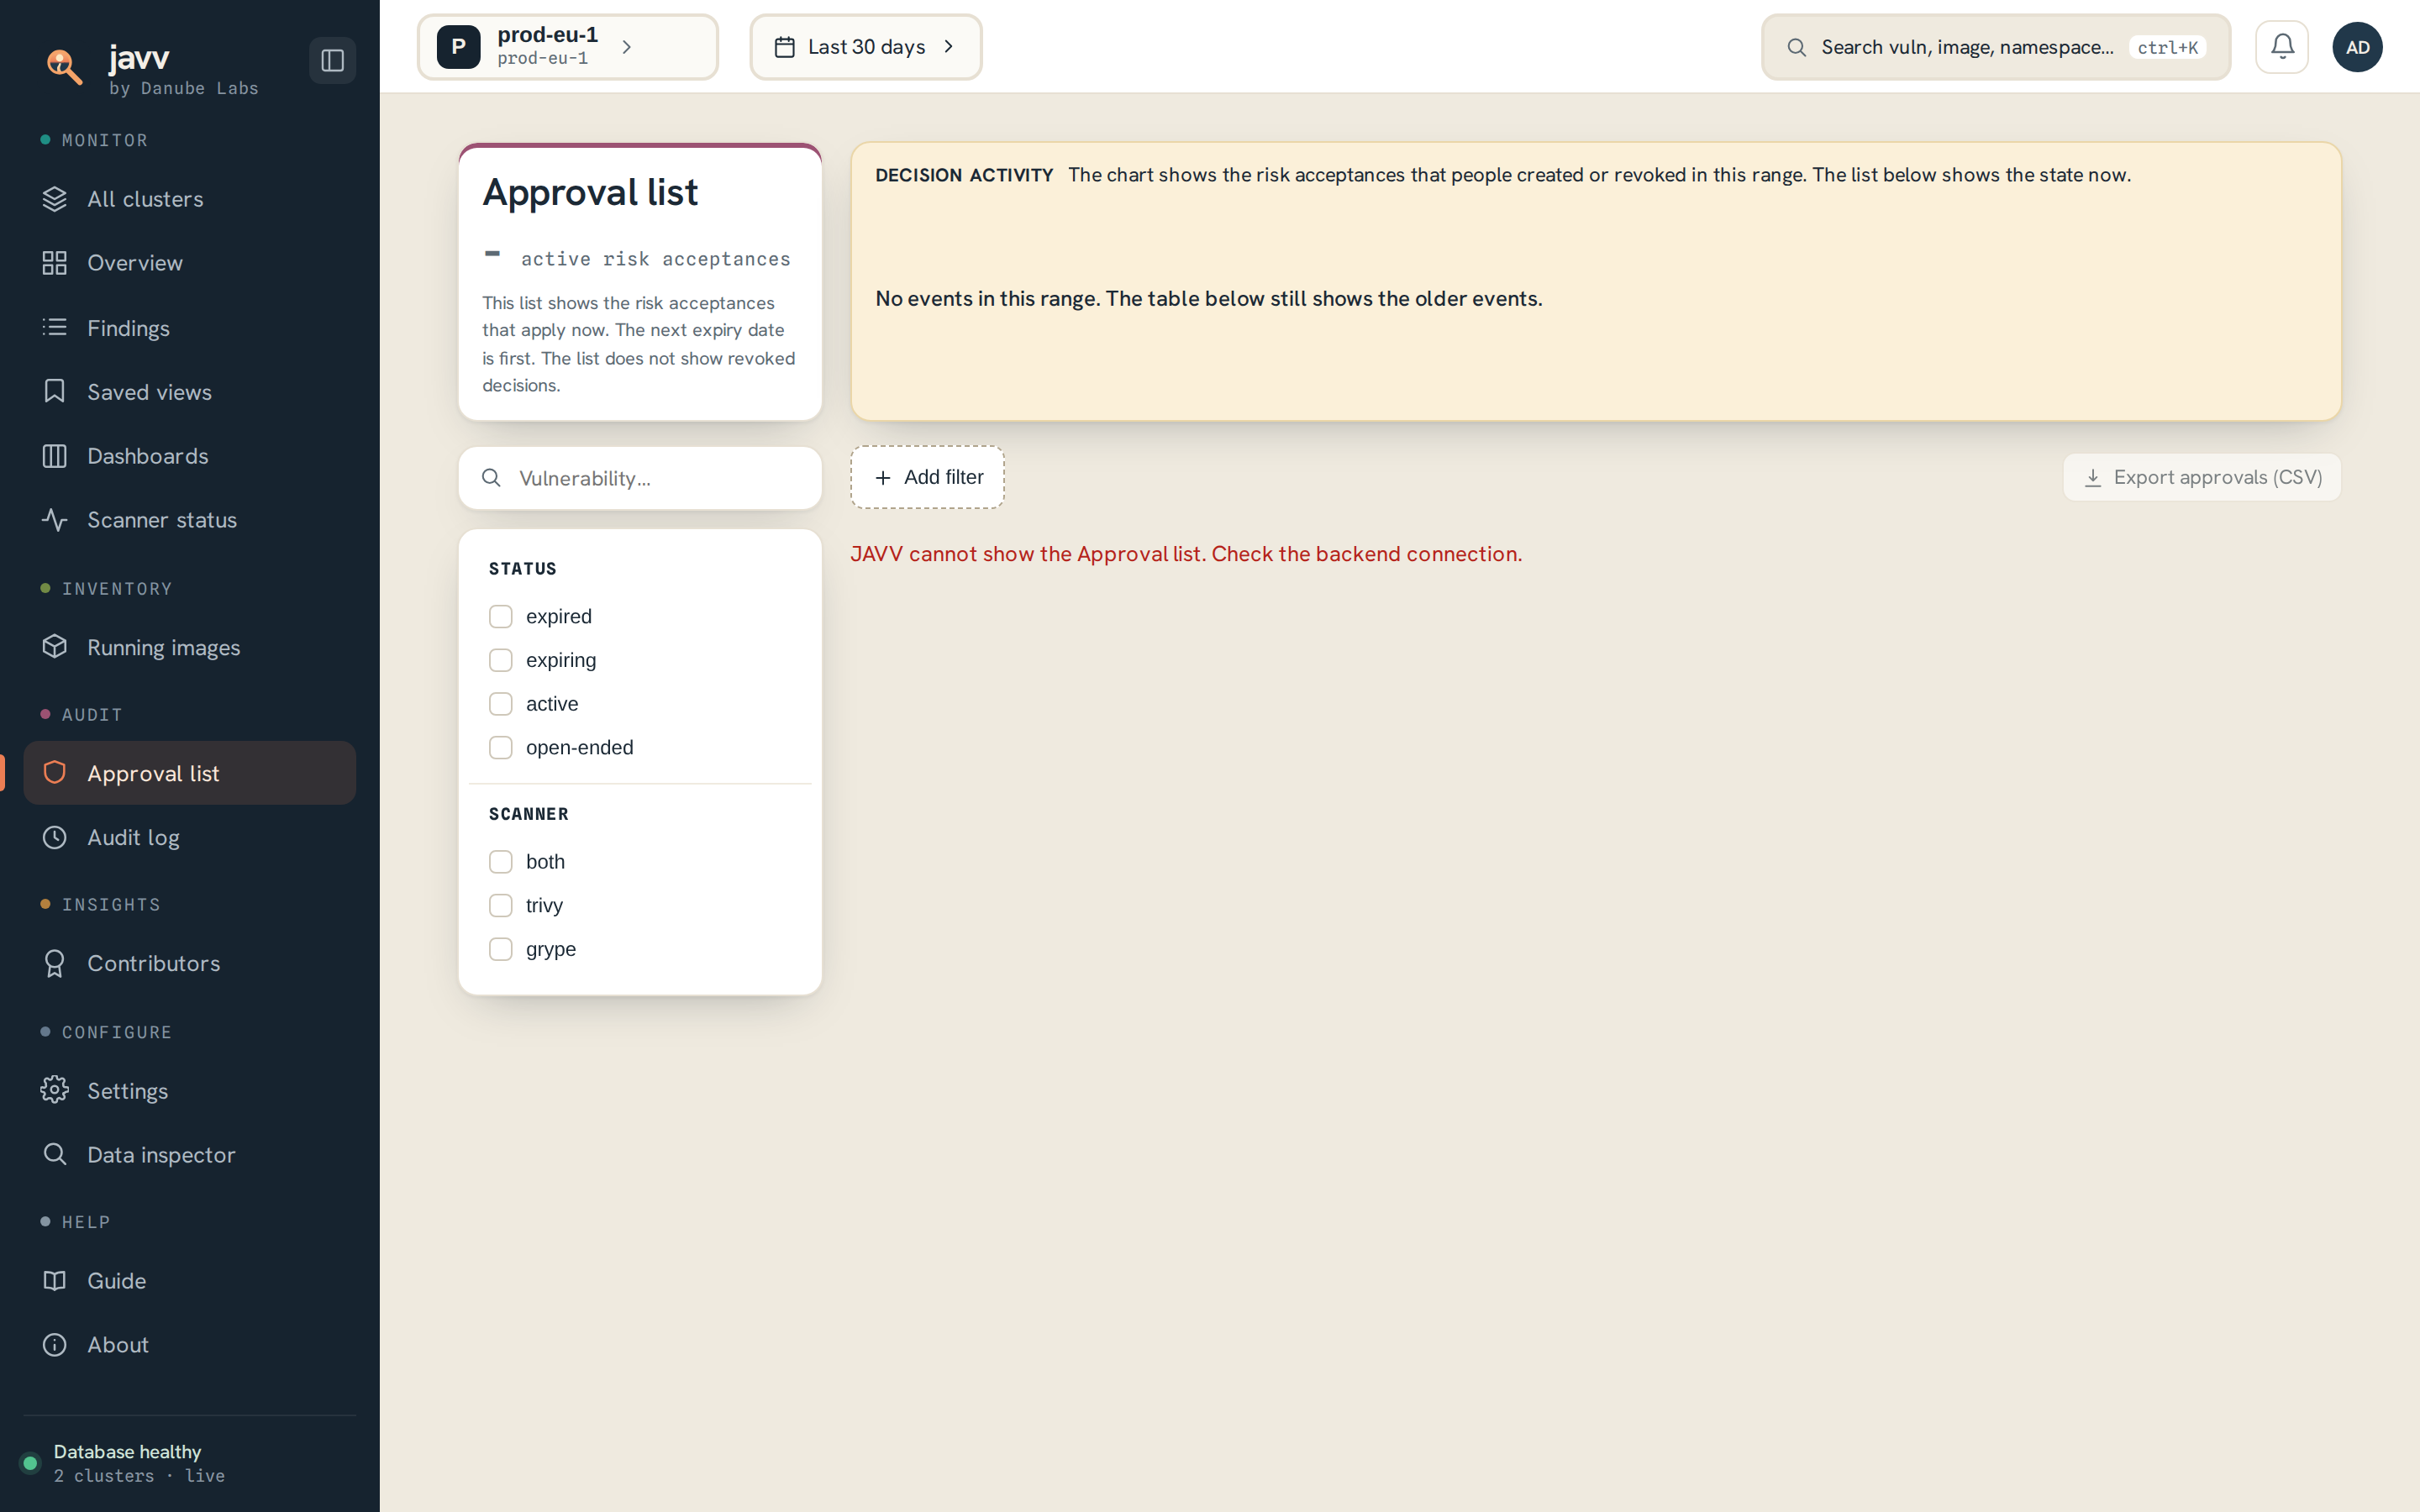 javv
by Danube Labs
MONITOR
All clusters
Overview
Findings
Saved views
Dashboards
Scanner status
INVENTORY
Running images
AUDIT
Approval list
Audit log
INSIGHTS
Contributors
CONFIGURE
Settings
Data inspector
HELP
Guide
About
Database healthy
2 clusters · live
P
prod-eu-1
prod-eu-1
Last 30 days
Search vuln, image, namespace... ctrl+K
AD
Approval list
- active risk acceptances
This list shows the risk acceptances
that apply now. The next expiry date
is first. The list does not show revoked
decisions.
DECISION ACTIVITY The chart shows the risk acceptances that people created or revoked in this range. The list below shows the state now.
No events in this range. The table below still shows the older events.
Vulnerability...
+ Add filter
Export approvals (CSV)
JAVV cannot show the Approval list. Check the backend connection.
STATUS
expired
expiring
active
open-ended
SCANNER
both
trivy
grype